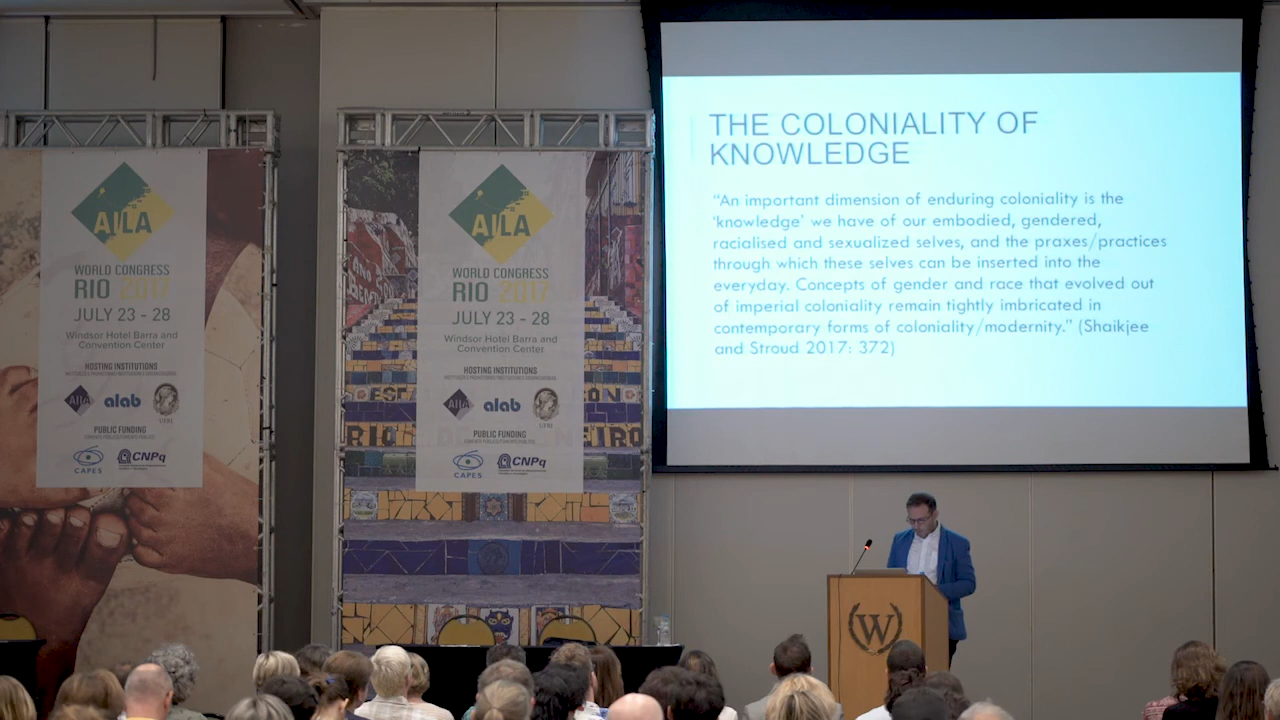 THE COLONIALITY OF
KNOWLEDGE
“An important dimension of enduring coloniality is the
‘knowledge’ we have of our embodied, gendered,
racialised and sexualized selves, and the praxes/practices
through which these selves can be inserted into the
everyday. Concepts of gender and race that evolved out
of imperial coloniality remain tightly imbricated in
contemporary forms of coloniality/modernity.” (Shaikjee
and Stroud 2017: 372)
AILA
WORLD CONGRESS
RIO 2017
JULY 23 - 28
Windsor Hotel Barra and
Convention Center
HOSTING INSTITUTIONS
AILA alab
PUBLIC FUNDING
CAPES CNPq
AILA
WORLD CONGRESS
RIO 2017
JULY 23 - 28
Windsor Hotel Barra and
Convention Center
HOSTING INSTITUTIONS
AILA alab
UFRJ
PUBLIC FUNDING
CAPES CNPq
RIO
W